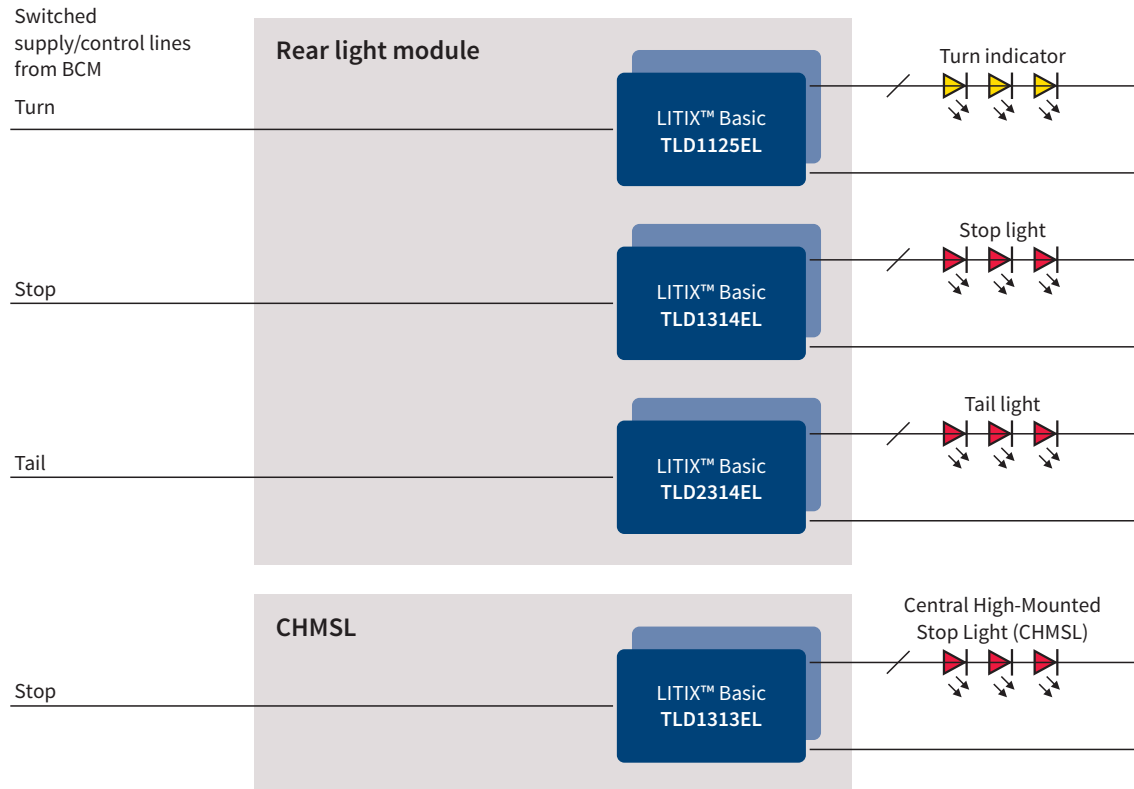 Switched
supply/control lines
from BCM
Rear light module
Turn
LITIX™ Basic
TLD1125EL
Turn indicator
Stop
LITIX™ Basic
TLD1314EL
Stop light
Tail
LITIX™ Basic
TLD2314EL
Tail light
CHMSL
Stop
LITIX™ Basic
TLD1313EL
Central High-Mounted
Stop Light (CHMSL)